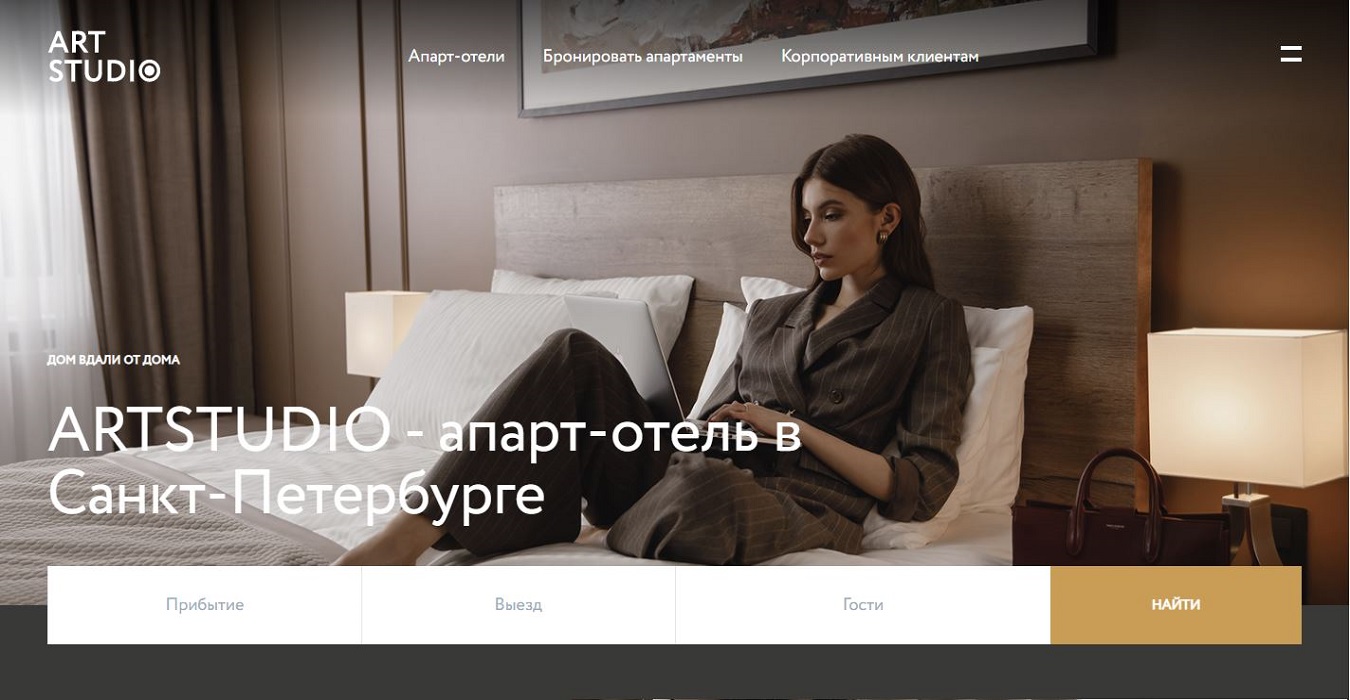 ART
STUDIO
Апарт-отели Бронировать апартаменты Корпоративным клиентам
ДОМ ВДАЛИ ОТ ДОМА
ARTSTUDIO - апарт-отель в
Санкт-Петербурге
Прибытие Выезд Гости НАЙТИ